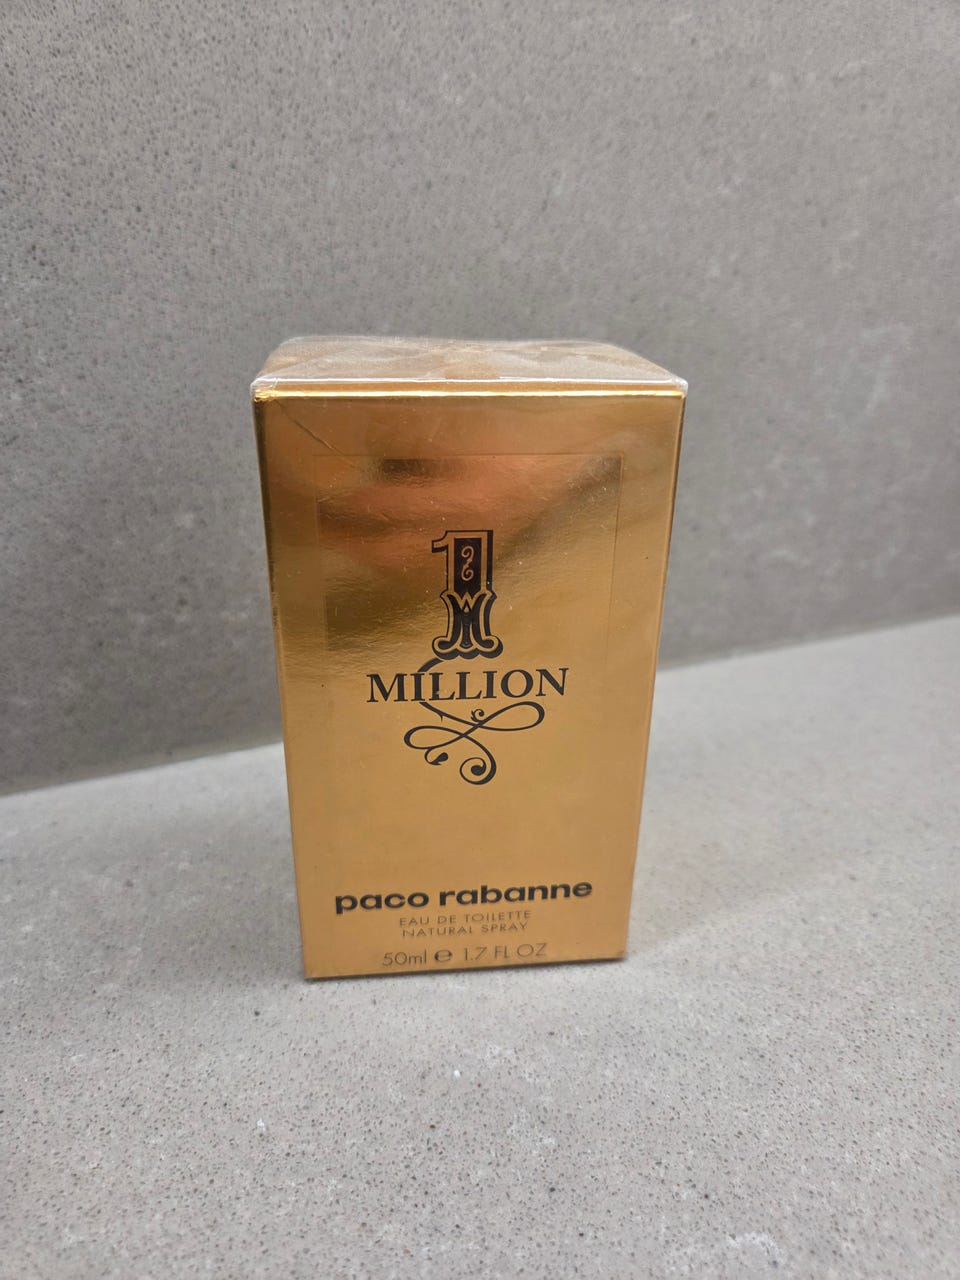 1
MILLION
paco rabanne
EAU DE TOILETTE
NATURAL SPRAY
50ml ℮ 1.7 FL OZ